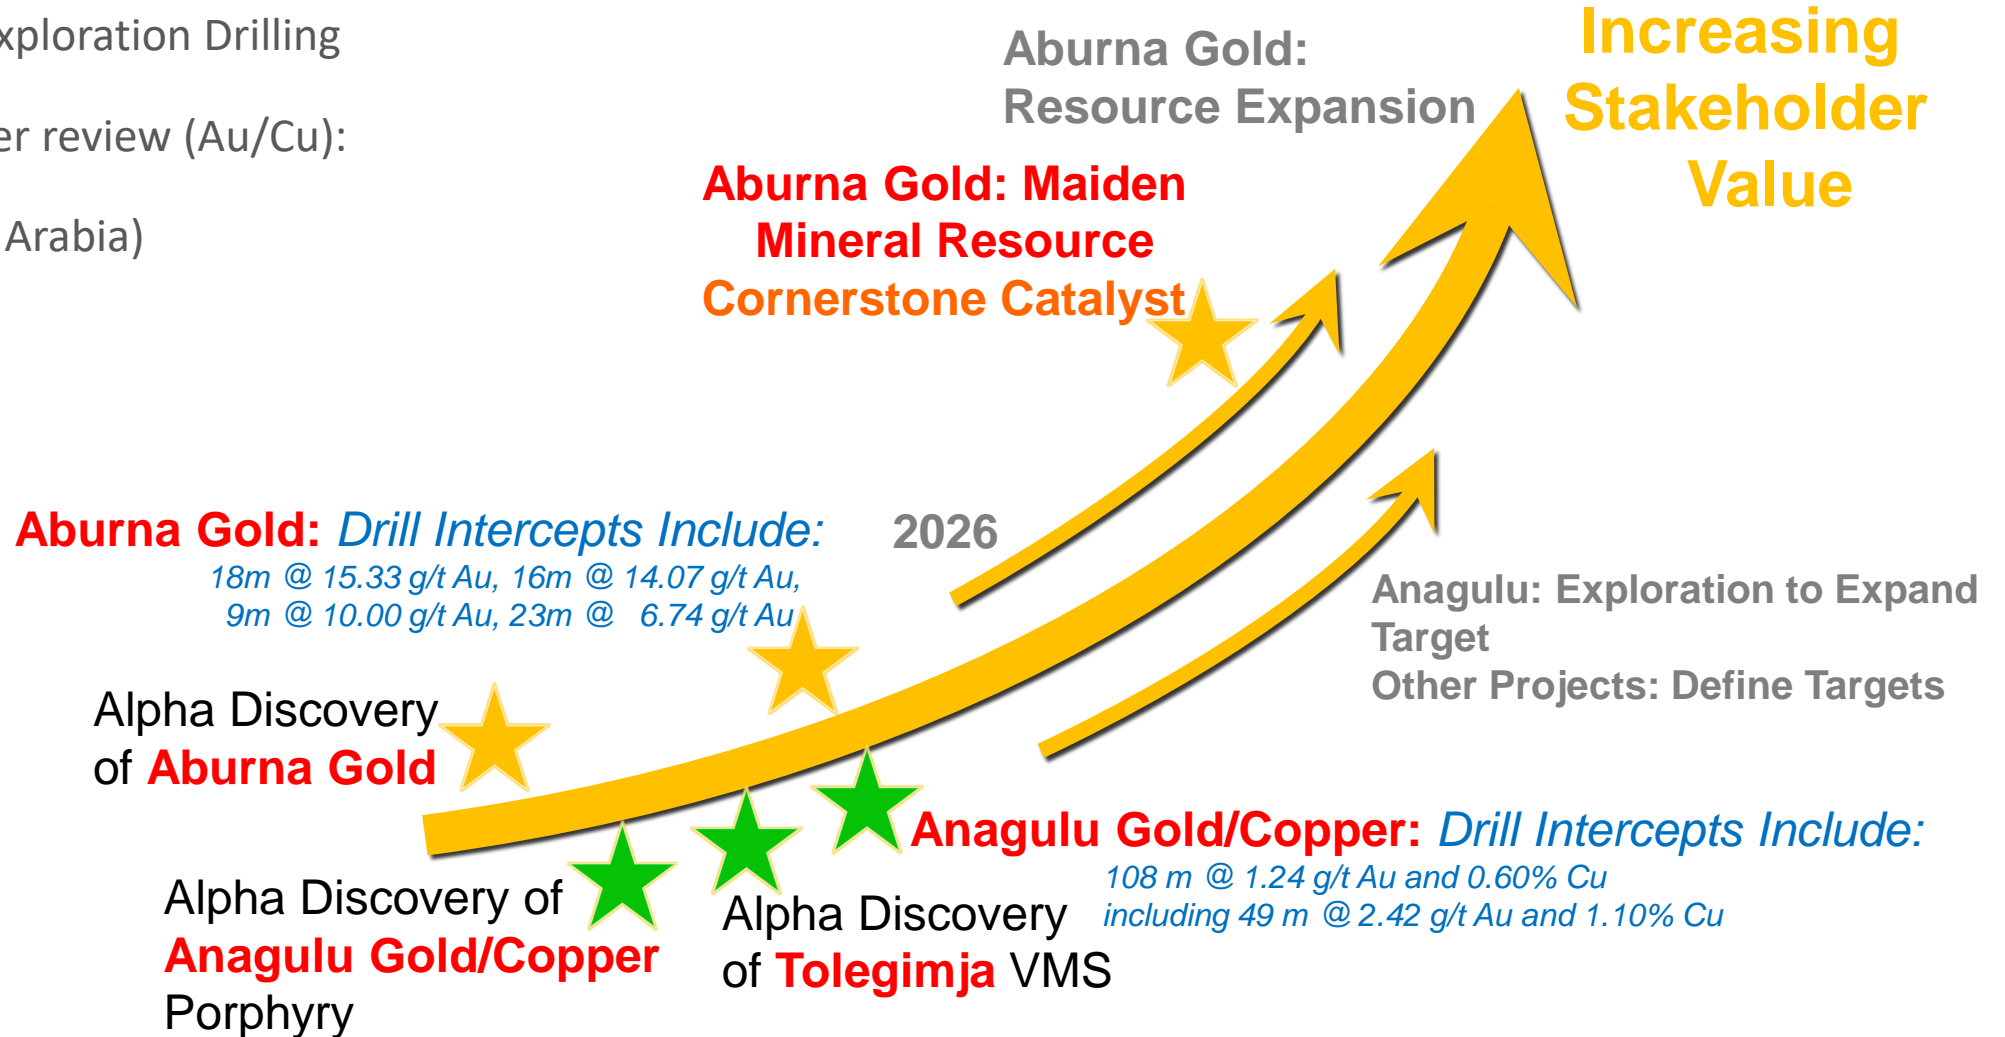 xploration Drilling
er review (Au/Cu):
Arabia)
Aburna Gold:
Resource Expansion
Increasing
Stakeholder
Value
Aburna Gold: Maiden
Mineral Resource
Cornerstone Catalyst
Aburna Gold: Drill Intercepts Include:
18m @ 15.33 g/t Au, 16m @ 14.07 g/t Au,
9m @ 10.00 g/t Au, 23m @ 6.74 g/t Au
2026
Anagulu: Exploration to Expand
Target
Other Projects: Define Targets
Alpha Discovery
of Aburna Gold
Anagulu Gold/Copper: Drill Intercepts Include:
108 m @ 1.24 g/t Au and 0.60% Cu
including 49 m @ 2.42 g/t Au and 1.10% Cu
Alpha Discovery of
Anagulu Gold/Copper
Porphyry
Alpha Discovery
of Tolegimja VMS